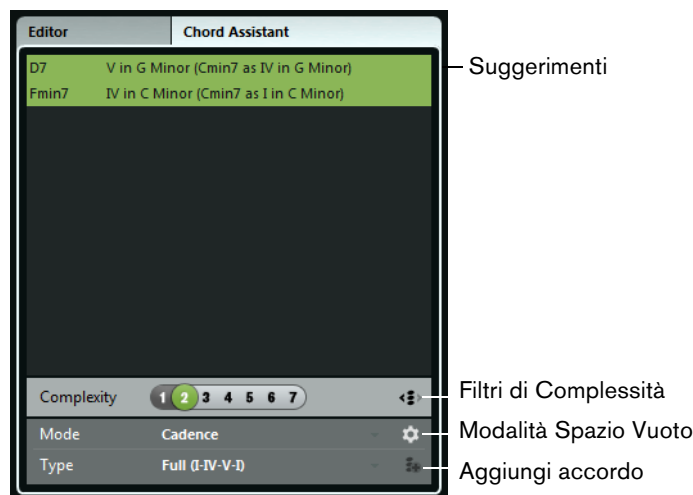 Editor Chord Assistant
D7 V in G Minor (Cmin7 as IV in G Minor)
Suggerimenti
Fmin7 IV in C Minor (Cmin7 as I in C Minor)
Complexity 1 2 3 4 5 6 7
Filtri di Complessità
Mode Cadence
Modalità Spazio Vuoto
Type Full (I-IV-V-I)
Aggiungi accordo